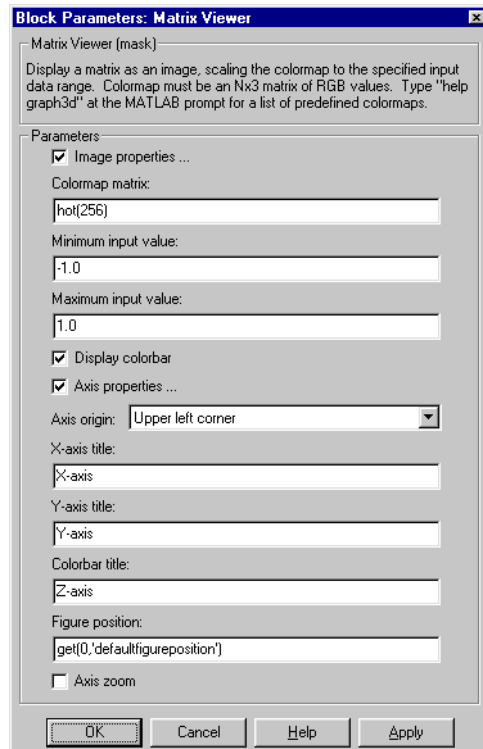 Block Parameters: Matrix Viewer
Matrix Viewer (mask)
Display a matrix as an image, scaling the colormap to the specified input
data range. Colormap must be an Nx3 matrix of RGB values. Type "help
graph3d" at the MATLAB prompt for a list of predefined colormaps.
Parameters
Image properties ...
Colormap matrix:
hot(256)
Minimum input value:
-1.0
Maximum input value:
1.0
Display colorbar
Axis properties ...
Axis origin: Upper left corner
X-axis title:
X-axis
Y-axis title:
Y-axis
Colorbar title:
Z-axis
Figure position:
get(0,'defaultfigureposition')
Axis zoom
OK Cancel Help Apply